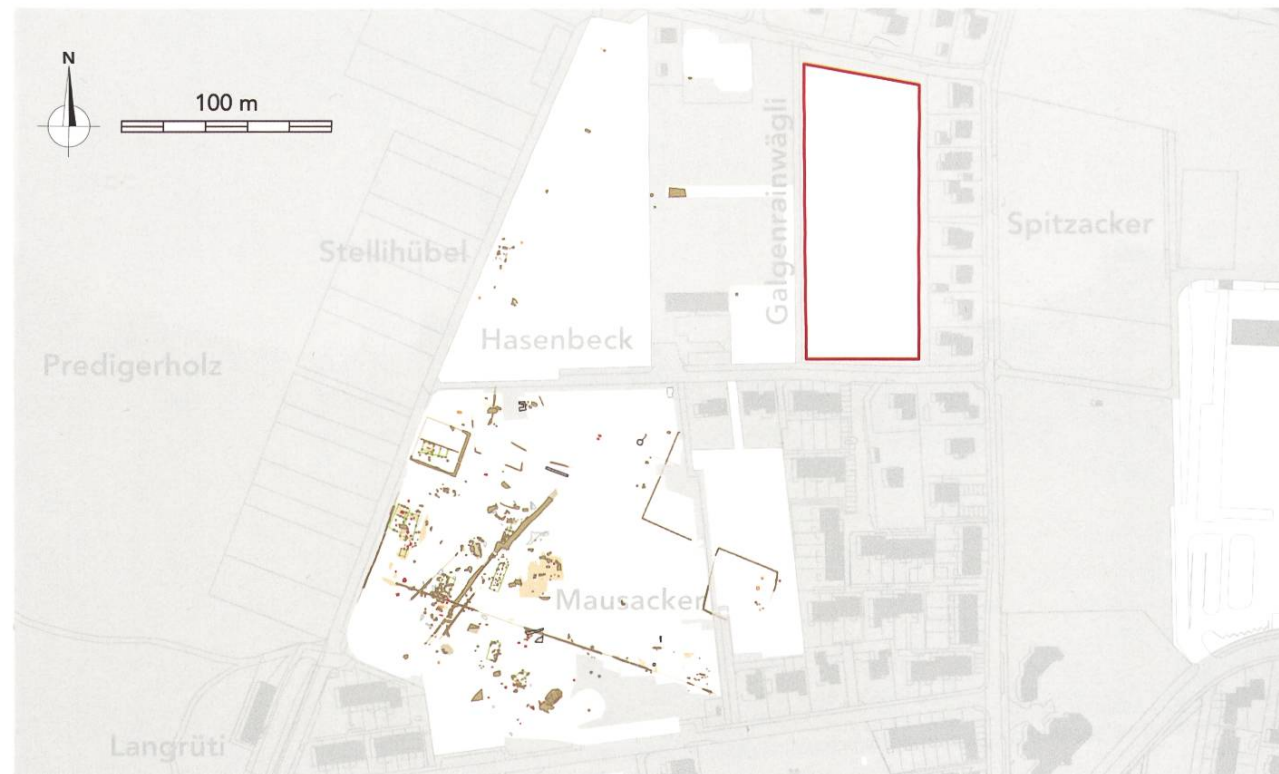 N
100 m
Galgenrainwägli
Spitzacker
Stellihübel
Hasenbeck
Predigerholz
Mausacker
Langrüti